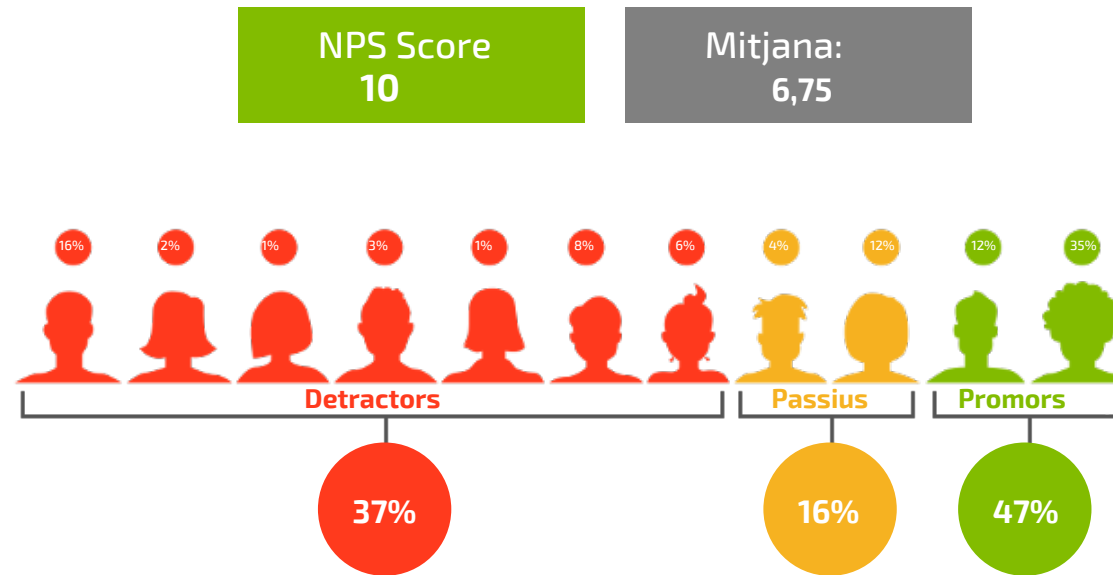 NPS Score
10
Mitjana:
6,75
16% 2% 1% 3% 1% 8% 6% 4% 12% 12% 35%
Detractors Passius Promors
37% 16% 47%